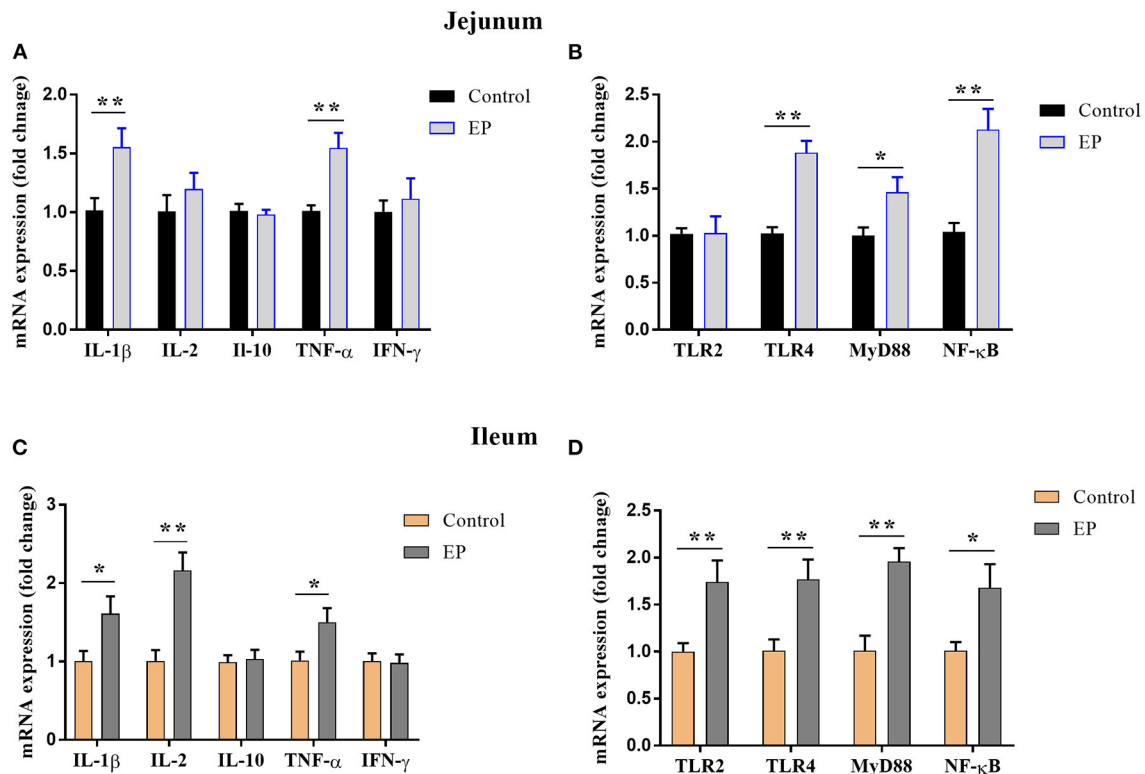 Jejunum
A
mRNA expression (fold chnage)
2.0
1.5
1.0
0.5
0.0
**
**
Control
EP
IL-1β IL-2 Il-10 TNF-α IFN-γ
B
mRNA expression (fold chnage)
2.5
2.0
1.5
1.0
0.5
0.0
**
*
**
Control
EP
TLR2 TLR4 MyD88 NF-κB
Ileum
C
mRNA expression (fold change)
3
2
1
0
*
**
*
Control
EP
IL-1β IL-2 IL-10 TNF-α IFN-γ
D
mRNA expression (fold chnage)
2.5
2.0
1.5
1.0
0.5
0.0
**
**
**
*
Control
EP
TLR2 TLR4 MyD88 NF-κB